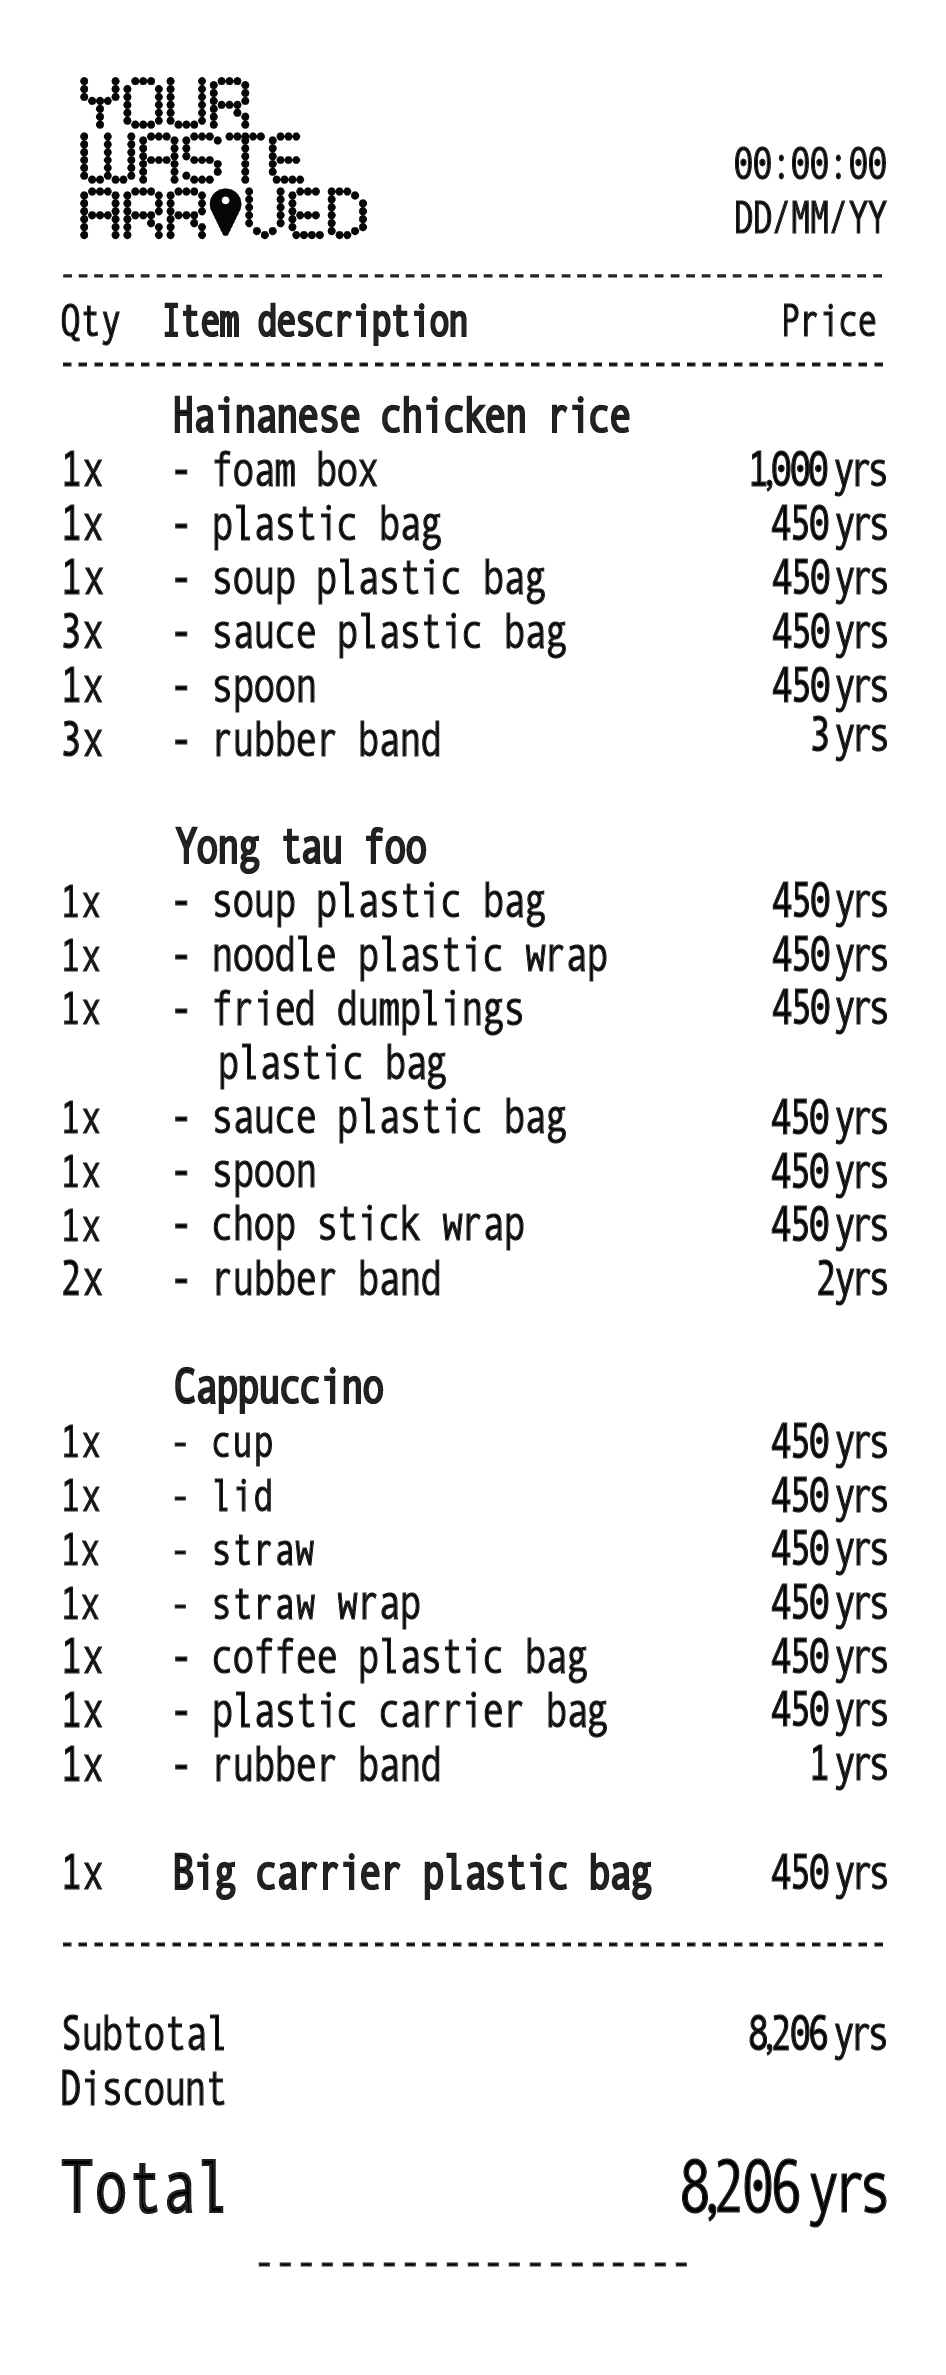 YOUR
WASTE
ARRIVED
00:00:00
DD/MM/YY
Qty Item description Price
Hainanese chicken rice
1x - foam box 1,000 yrs
1x - plastic bag 450 yrs
1x - soup plastic bag 450 yrs
3x - sauce plastic bag 450 yrs
1x - spoon 450 yrs
3x - rubber band 3 yrs
Yong tau foo
1x - soup plastic bag 450 yrs
1x - noodle plastic wrap 450 yrs
1x - fried dumplings 450 yrs
plastic bag
1x - sauce plastic bag 450 yrs
1x - spoon 450 yrs
1x - chop stick wrap 450 yrs
2x - rubber band 2yrs
Cappuccino
1x - cup 450 yrs
1x - lid 450 yrs
1x - straw 450 yrs
1x - straw wrap 450 yrs
1x - coffee plastic bag 450 yrs
1x - plastic carrier bag 450 yrs
1x - rubber band 1 yrs
1x Big carrier plastic bag 450 yrs
Subtotal 8,206 yrs
Discount
Total 8,206 yrs